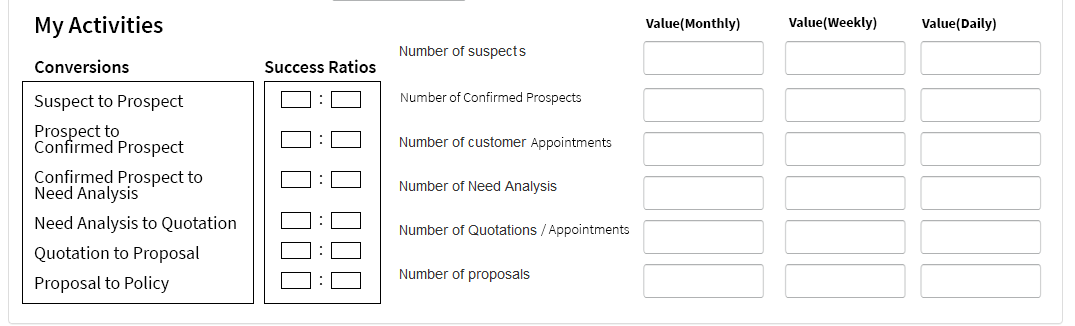 My Activities
Value(Monthly)
Value(Weekly)
Value(Daily)
Conversions
Success Ratios
Suspect to Prospect
:
Prospect to
Confirmed Prospect
:
Confirmed Prospect to
Need Analysis
:
Need Analysis to Quotation
:
Quotation to Proposal
:
Proposal to Policy
:
Number of suspects
Number of Confirmed Prospects
Number of customer Appointments
Number of Need Analysis
Number of Quotations / Appointments
Number of proposals